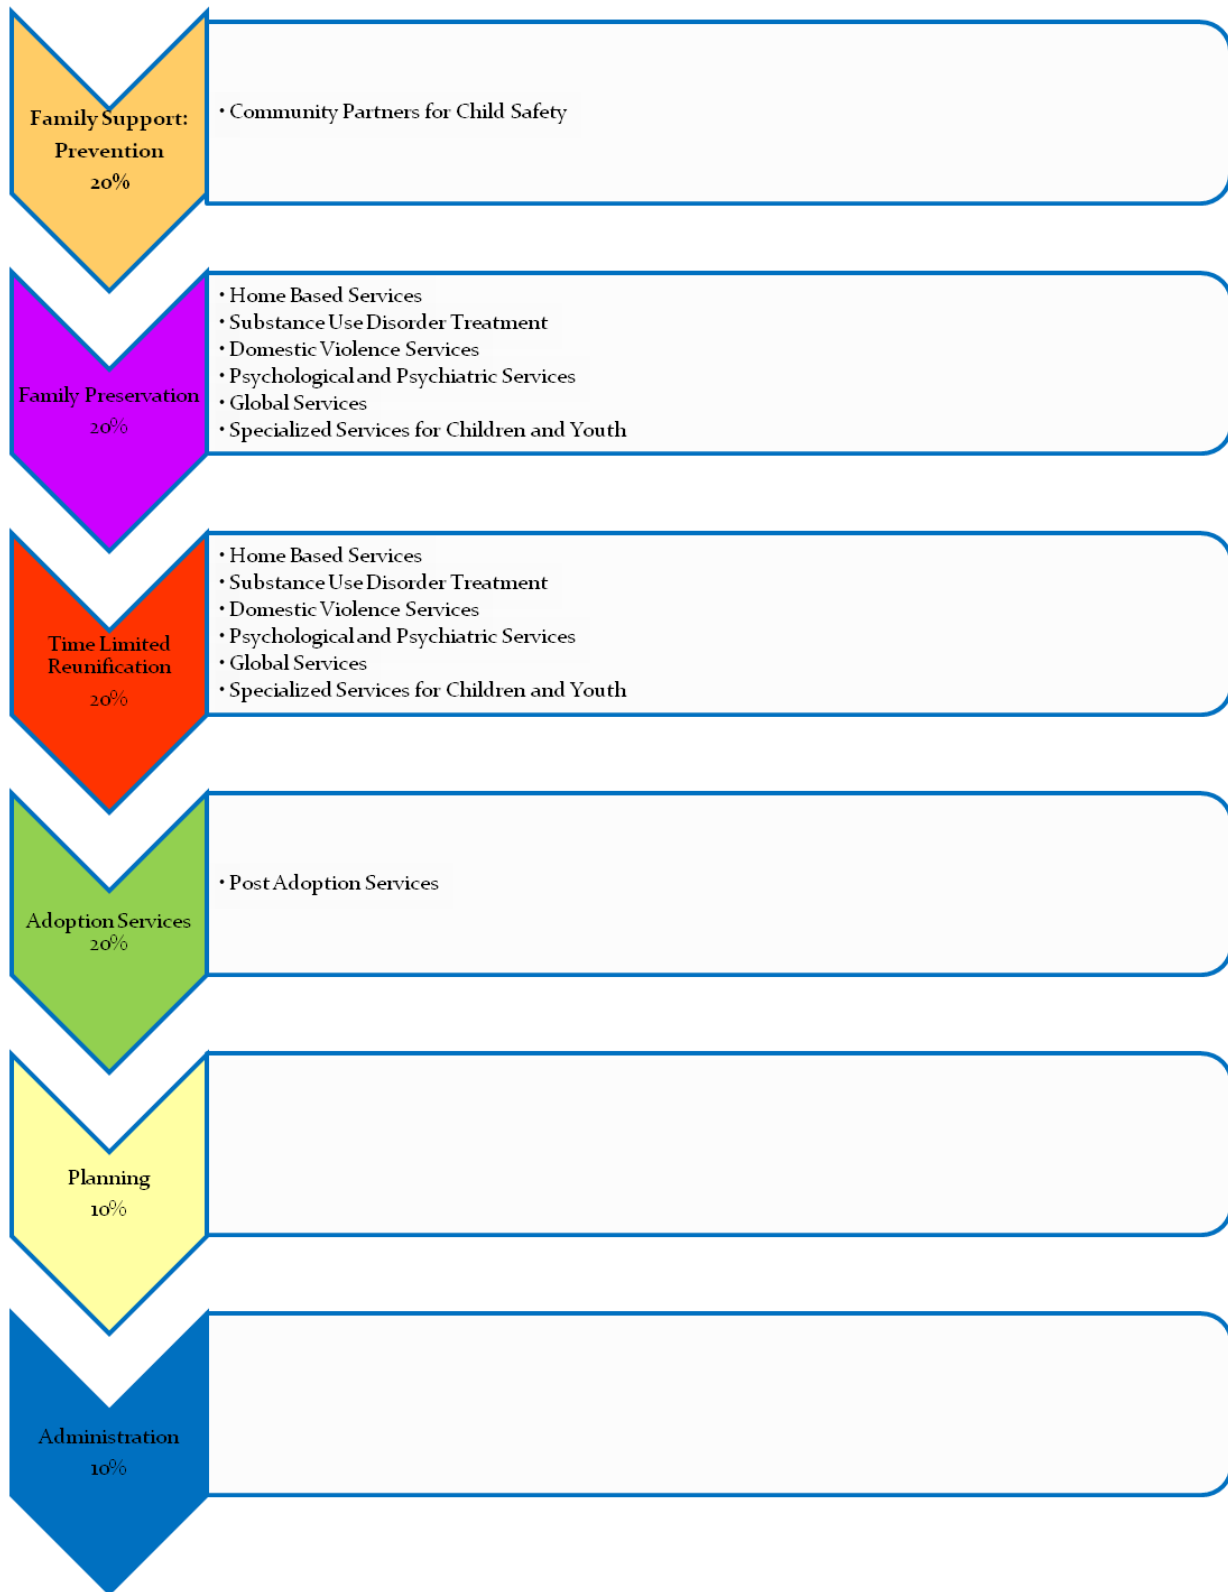 Family Support:
Prevention
20%
• Community Partners for Child Safety
Family Preservation
20%
• Home Based Services
• Substance Use Disorder Treatment
• Domestic Violence Services
• Psychological and Psychiatric Services
• Global Services
• Specialized Services for Children and Youth
Time Limited
Reunification
20%
• Home Based Services
• Substance Use Disorder Treatment
• Domestic Violence Services
• Psychological and Psychiatric Services
• Global Services
• Specialized Services for Children and Youth
Adoption Services
20%
• Post Adoption Services
Planning
10%
Administration
10%